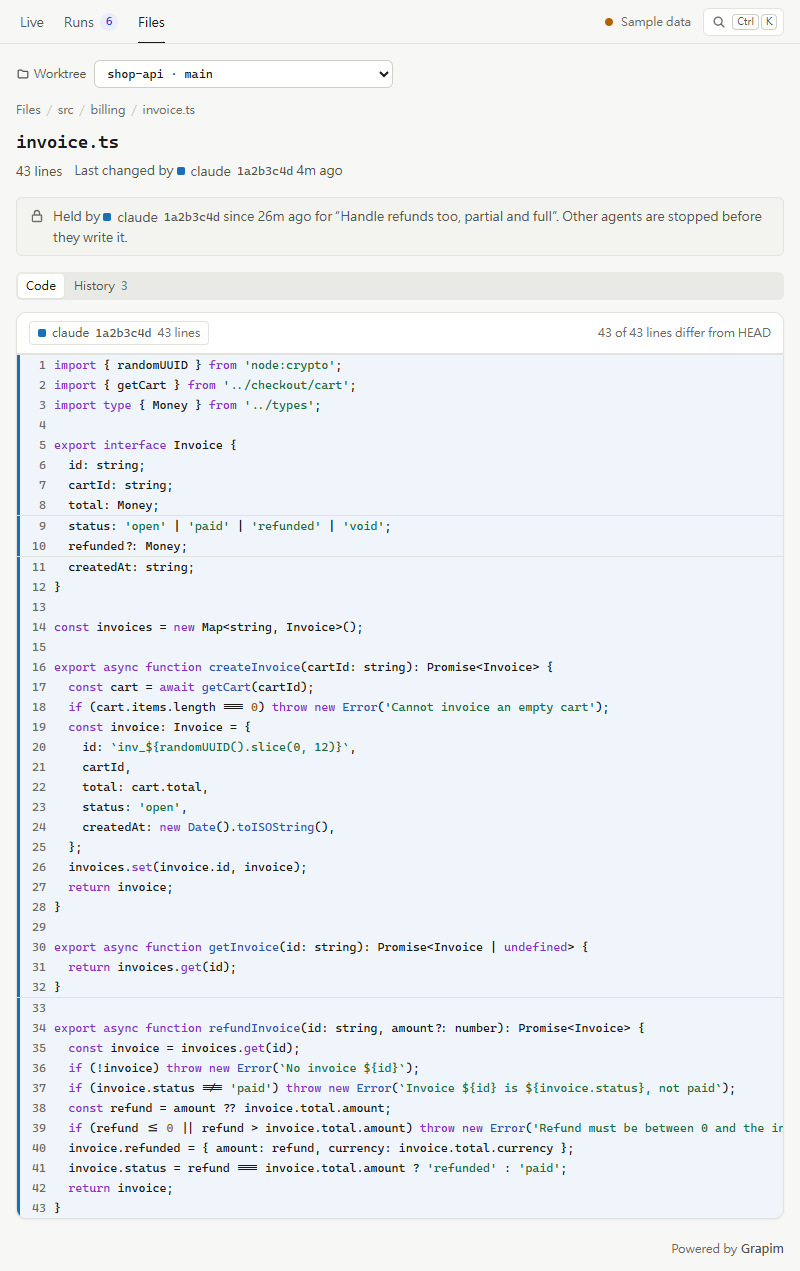 Live Runs 6 Files Sample data Ctrl K
Worktree shop-api · main
Files / src / billing / invoice.ts
invoice.ts
43 lines Last changed by claude 1a2b3c4d 4m ago
Held by claude 1a2b3c4d since 26m ago for “Handle refunds too, partial and full”. Other agents are stopped before
they write it.
Code History 3
claude 1a2b3c4d 43 lines 43 of 43 lines differ from HEAD
1 import { randomUUID } from 'node:crypto';
2 import { getCart } from '../checkout/cart';
3 import type { Money } from '../types';
4
5 export interface Invoice {
6   id: string;
7   cartId: string;
8   total: Money;
9   status: 'open' | 'paid' | 'refunded' | 'void';
10   refunded?: Money;
11   createdAt: string;
12 }
13
14 const invoices = new Map<string, Invoice>();
15
16 export async function createInvoice(cartId: string): Promise<Invoice> {
17   const cart = await getCart(cartId);
18   if (cart.items.length === 0) throw new Error('Cannot invoice an empty cart');
19   const invoice: Invoice = {
20     id: `inv_${randomUUID().slice(0, 12)}`,
21     cartId,
22     total: cart.total,
23     status: 'open',
24     createdAt: new Date().toISOString(),
25   };
26   invoices.set(invoice.id, invoice);
27   return invoice;
28 }
29
30 export async function getInvoice(id: string): Promise<Invoice | undefined> {
31   return invoices.get(id);
32 }
33
34 export async function refundInvoice(id: string, amount?: number): Promise<Invoice> {
35   const invoice = invoices.get(id);
36   if (!invoice) throw new Error(`No invoice ${id}`);
37   if (invoice.status !== 'paid') throw new Error(`Invoice ${id} is ${invoice.status}, not paid`);
38   const refund = amount ?? invoice.total.amount;
39   if (refund <= 0 || refund > invoice.total.amount) throw new Error('Refund must be between 0 and the in
40   invoice.refunded = { amount: refund, currency: invoice.total.currency };
41   invoice.status = refund === invoice.total.amount ? 'refunded' : 'paid';
42   return invoice;
43 }
Powered by Grapim